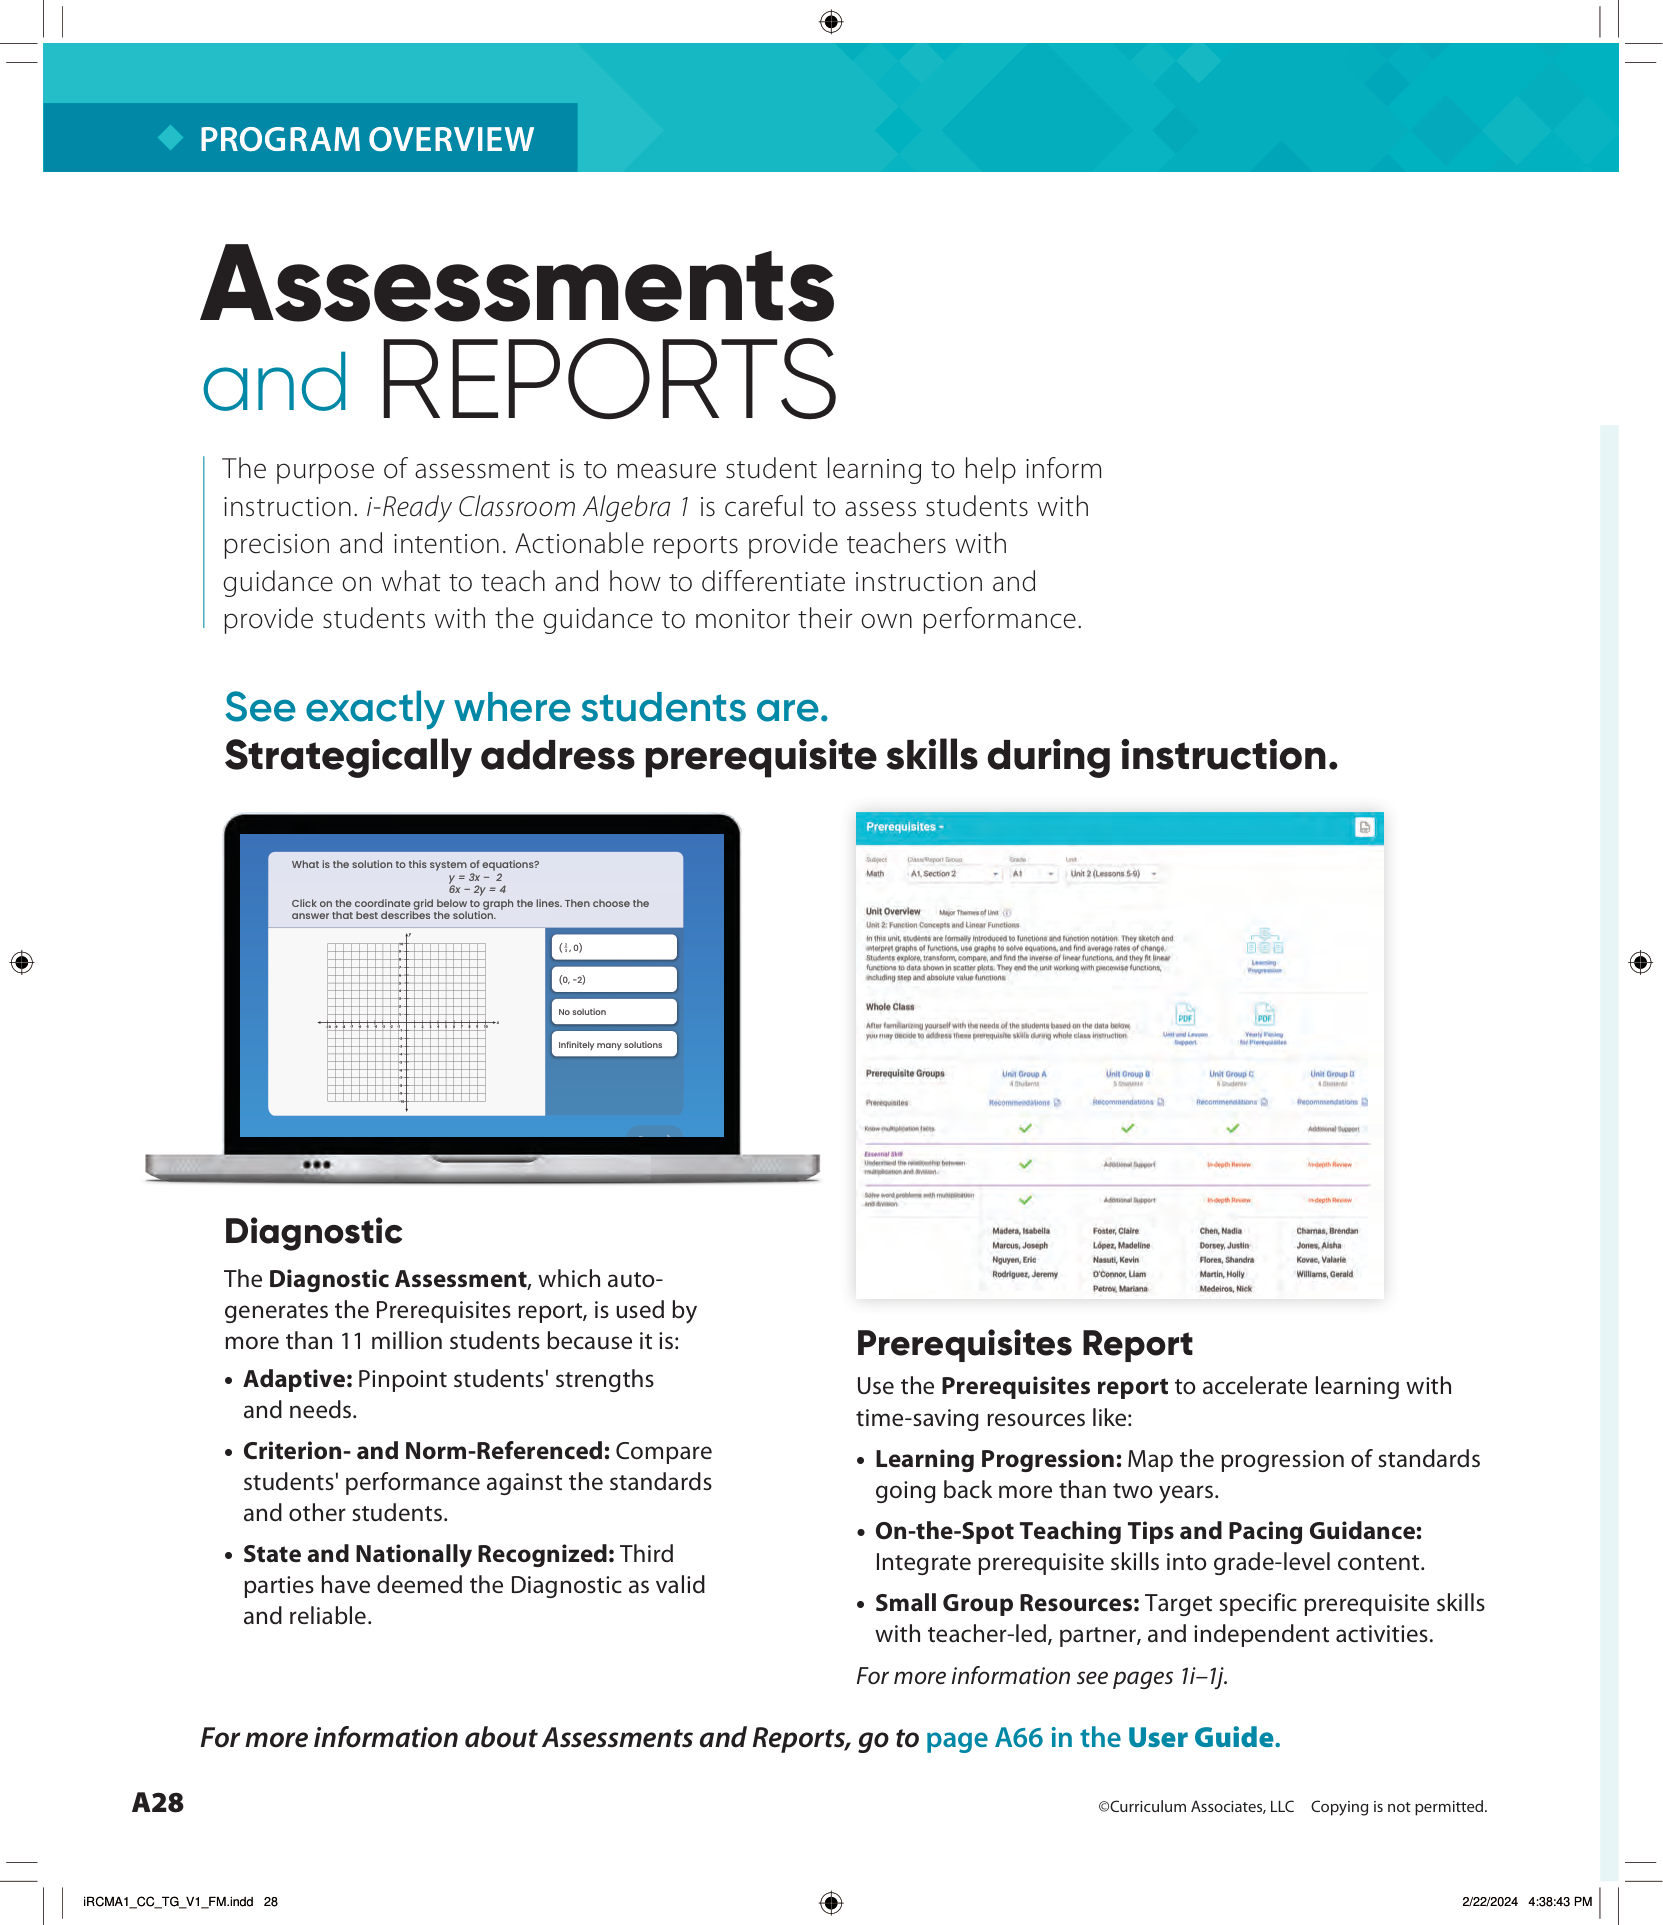 PROGRAM OVERVIEW
Assessments
and REPORTS
The purpose of assessment is to measure student learning to help inform
instruction. i-Ready Classroom Algebra 1 is careful to assess students with
precision and intention. Actionable reports provide teachers with
guidance on what to teach and how to differentiate instruction and
provide students with the guidance to monitor their own performance.
See exactly where students are.
Strategically address prerequisite skills during instruction.
What is the solution to this system of equations?
y = 3x − 2
6x − 2y = 4
Click on the coordinate grid below to graph the lines. Then choose the
answer that best describes the solution.
(0, -2)
No solution
Infinitely many solutions
Prerequisites
Subject Class/Report Group Grade Unit
Math A1, Section 2 A1 Unit 2 (Lessons 5-9)
Unit Overview Major Themes of Unit
Unit 2: Function Concepts and Linear Functions
In this unit, students are formally introduced to functions and function notation. They sketch and
interpret graphs of functions, use graphs to solve equations, and find average rates of change.
Students explore, transform, compare, and find the inverse of linear functions, and they fit linear
functions to data shown in scatter plots. They end the unit working with piecewise functions,
including step and absolute value functions
Learning
Progression
Whole Class
After familiarizing yourself with the needs of the students based on the data below,
you may decide to address these prerequisite skills during whole class instruction.
PDF PDF
Unit and Lesson
Support
Yearly Pacing
for Prerequisites
Prerequisite Groups Unit Group A Unit Group B Unit Group C Unit Group D
4 Students 5 Students 6 Students 4 Students
Prerequisites Recommendations Recommendations Recommendations Recommendations
Know multiplication facts Additional Support
Essential Skill
Understand the relationship between
multiplication and division. Additional Support In-depth Review In-depth Review
Solve word problems with multiplication
and division. Additional Support In-depth Review In-depth Review
Madera, Isabella Foster, Claire Chen, Nadia Charnas, Brendan
Marcus, Joseph López, Madeline Dorsey, Justin Jones, Aisha
Nguyen, Eric Nasuti, Kevin Flores, Shandra Kovac, Valarie
Rodriguez, Jeremy O'Connor, Liam Martin, Holly Williams, Gerald
Petrov, Mariana Medeiros, Nick
Diagnostic
The Diagnostic Assessment, which auto-
generates the Prerequisites report, is used by
more than 11 million students because it is:
• Adaptive: Pinpoint students' strengths
and needs.
• Criterion- and Norm-Referenced: Compare
students' performance against the standards
and other students.
• State and Nationally Recognized: Third
parties have deemed the Diagnostic as valid
and reliable.
Prerequisites Report
Use the Prerequisites report to accelerate learning with
time-saving resources like:
• Learning Progression: Map the progression of standards
going back more than two years.
• On-the-Spot Teaching Tips and Pacing Guidance:
Integrate prerequisite skills into grade-level content.
• Small Group Resources: Target specific prerequisite skills
with teacher-led, partner, and independent activities.
For more information see pages 1i–1j.
For more information about Assessments and Reports, go to page A66 in the User Guide.
A28
©Curriculum Associates, LLC Copying is not permitted.
iRCMA1_CC_TG_V1_FM.indd 28
2/22/2024 4:38:43 PM